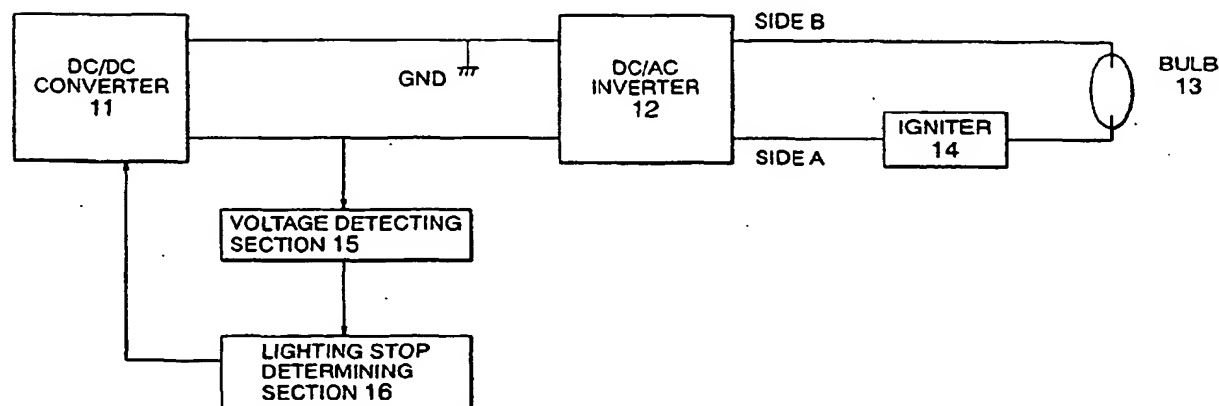 SIDE B
DC/DC
CONVERTER
11
GND
DC/AC
INVERTER
12
BULB
13
IGNITER
14
SIDE A
VOLTAGE DETECTING
SECTION 15
LIGHTING STOP
DETERMINING
SECTION 16